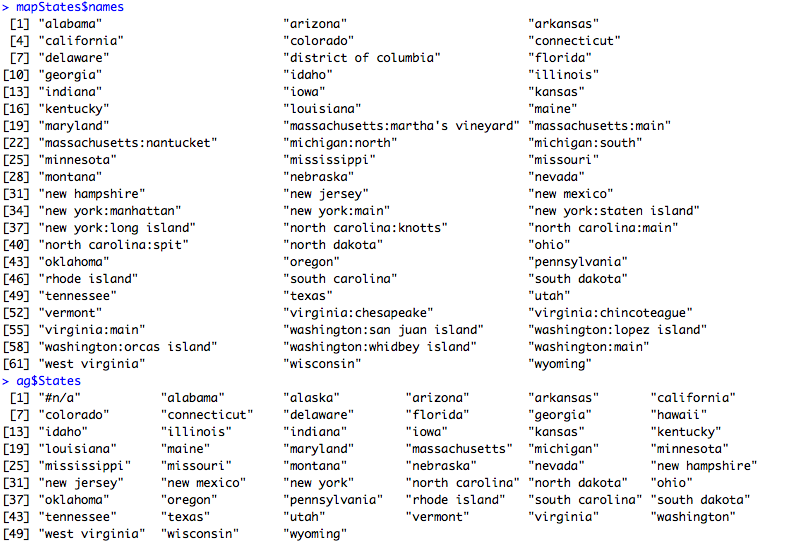 > mapStates$names
 [1] "alabama"                         "arizona"                         "arkansas"
 [4] "california"                      "colorado"                        "connecticut"
 [7] "delaware"                        "district of columbia"            "florida"
[10] "georgia"                         "idaho"                           "illinois"
[13] "indiana"                         "iowa"                            "kansas"
[16] "kentucky"                        "louisiana"                       "maine"
[19] "maryland"                        "massachusetts:martha's vineyard" "massachusetts:main"
[22] "massachusetts:nantucket"         "michigan:north"                  "michigan:south"
[25] "minnesota"                       "mississippi"                     "missouri"
[28] "montana"                         "nebraska"                        "nevada"
[31] "new hampshire"                   "new jersey"                      "new mexico"
[34] "new york:manhattan"              "new york:main"                   "new york:staten island"
[37] "new york:long island"            "north carolina:knotts"           "north carolina:main"
[40] "north carolina:spit"             "north dakota"                    "ohio"
[43] "oklahoma"                        "oregon"                          "pennsylvania"
[46] "rhode island"                    "south carolina"                  "south dakota"
[49] "tennessee"                       "texas"                           "utah"
[52] "vermont"                         "virginia:chesapeake"             "virginia:chincoteague"
[55] "virginia:main"                   "washington:san juan island"      "washington:lopez island"
[58] "washington:orcas island"         "washington:whidbey island"       "washington:main"
[61] "west virginia"                   "wisconsin"                       "wyoming"
> ag$States
 [1] "#n/a"           "alabama"        "alaska"         "arizona"        "arkansas"       "california"
 [7] "colorado"       "connecticut"    "delaware"       "florida"        "georgia"        "hawaii"
[13] "idaho"          "illinois"       "indiana"        "iowa"           "kansas"         "kentucky"
[19] "louisiana"      "maine"          "maryland"       "massachusetts"  "michigan"       "minnesota"
[25] "mississippi"    "missouri"       "montana"        "nebraska"       "nevada"         "new hampshire"
[31] "new jersey"     "new mexico"     "new york"       "north carolina" "north dakota"   "ohio"
[37] "oklahoma"       "oregon"         "pennsylvania"   "rhode island"   "south carolina" "south dakota"
[43] "tennessee"      "texas"          "utah"           "vermont"        "virginia"       "washington"
[49] "west virginia"  "wisconsin"      "wyoming"